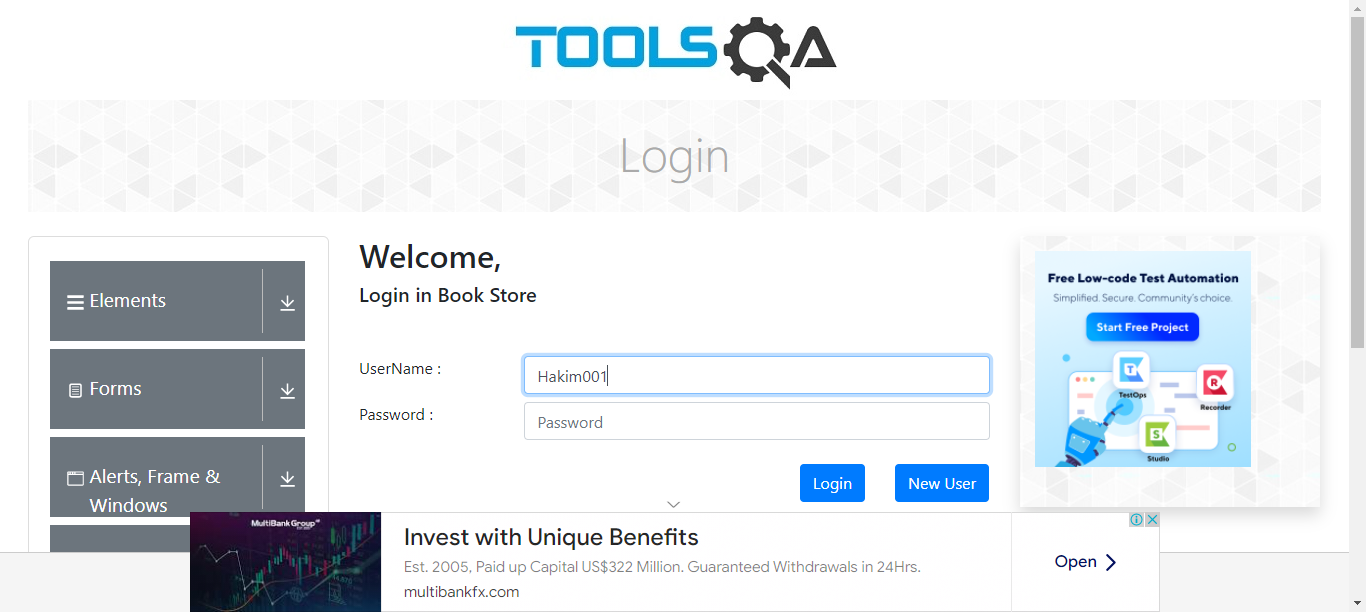 TOOLSQA
Login
Elements
Forms
Alerts, Frame &
Windows
Welcome,
Login in Book Store
UserName :
Hakim001
Password :
Password
Login
New User
Free Low-code Test Automation
Simplified. Secure. Community's choice.
Start Free Project
TestOps
Recorder
Studio
MultiBank Group
Invest with Unique Benefits
Est. 2005, Paid up Capital US$322 Million. Guaranteed Withdrawals in 24Hrs.
multibankfx.com
Open